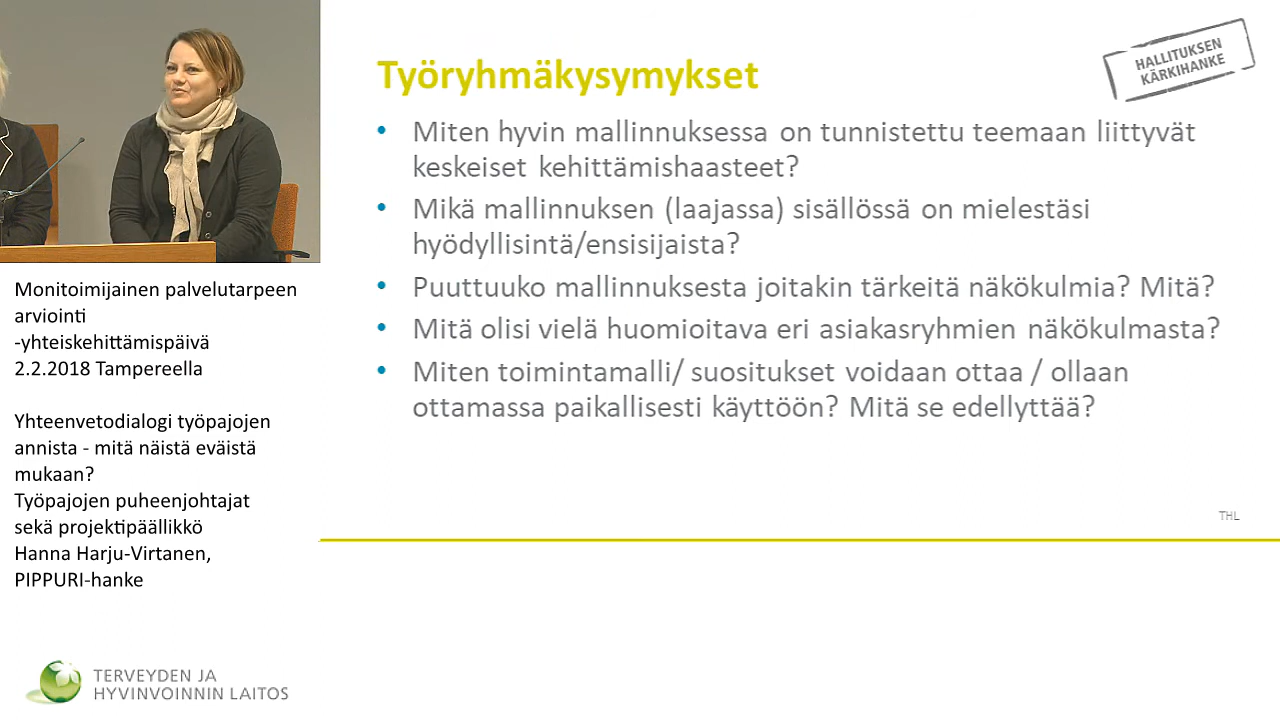 Työryhmäkysymykset
HALLITUKSEN
KÄRKIHANKE
• Miten hyvin mallinnuksessa on tunnistettu teemaan liittyvät
keskeiset kehittämishaasteet?
• Mikä mallinnuksen (laajassa) sisällössä on mielestäsi
hyödyllisintä/ensisijaista?
• Puuttuuko mallinnuksesta joitakin tärkeitä näkökulmia? Mitä?
• Mitä olisi vielä huomioitava eri asiakasryhmien näkökulmasta?
• Miten toimintamalli/ suositukset voidaan ottaa / ollaan
ottamassa paikallisesti käyttöön? Mitä se edellyttää?
THL
Monitoimijainen palvelutarpeen
arviointi
-yhteiskehittämispäivä
2.2.2018 Tampereella
Yhteenvetodialogi työpajojen
annista - mitä näistä eväistä
mukaan?
Työpajojen puheenjohtajat
sekä projektipäällikkö
Hanna Harju-Virtanen,
PIPPURI-hanke
TERVEYDEN JA
HYVINVOINNIN LAITOS